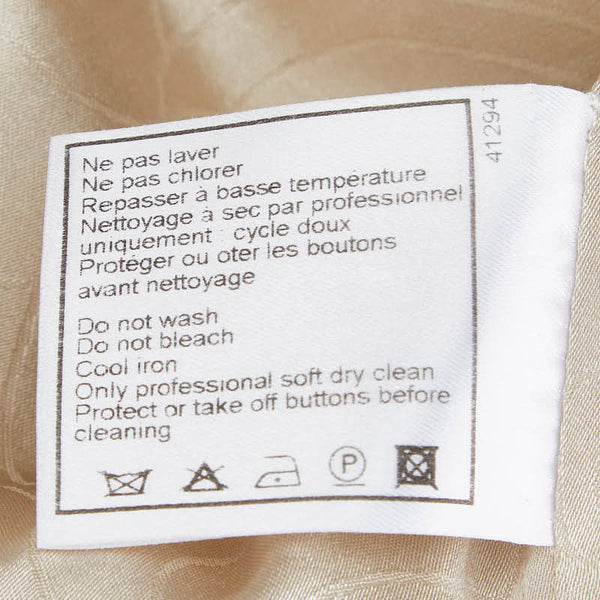 Ne pas laver
Ne pas chlorer
Repasser à basse température
Nettoyage à sec par professionnel
uniquement : cycle doux
Protéger ou oter les boutons
avant nettoyage
Do not wash
Do not bleach
Cool iron
Only professional soft dry clean
Protect or take off buttons before
cleaning
P
41294